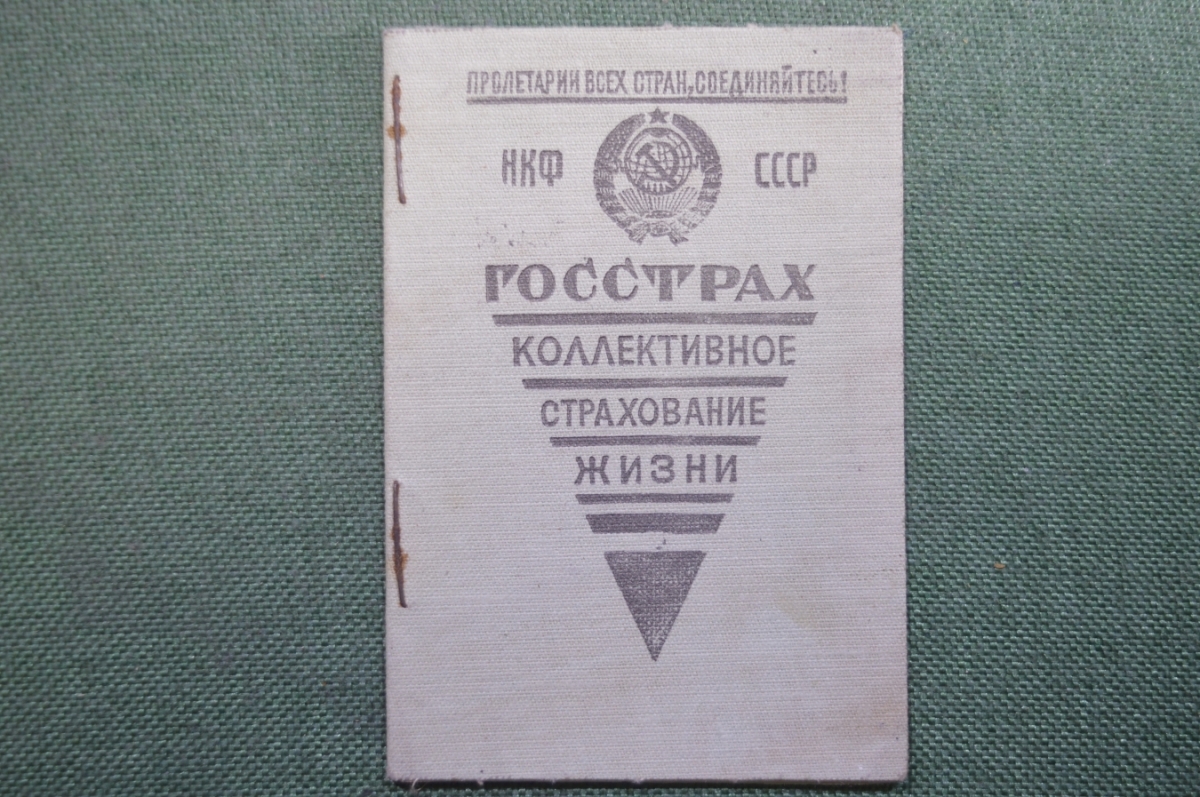 ПРОЛЕТАРИИ ВСЕХ СТРАН, СОЕДИНЯЙТЕСЬ!
НКФ СССР
ГОССТРАХ
КОЛЛЕКТИВНОЕ
СТРАХОВАНИЕ
ЖИЗНИ